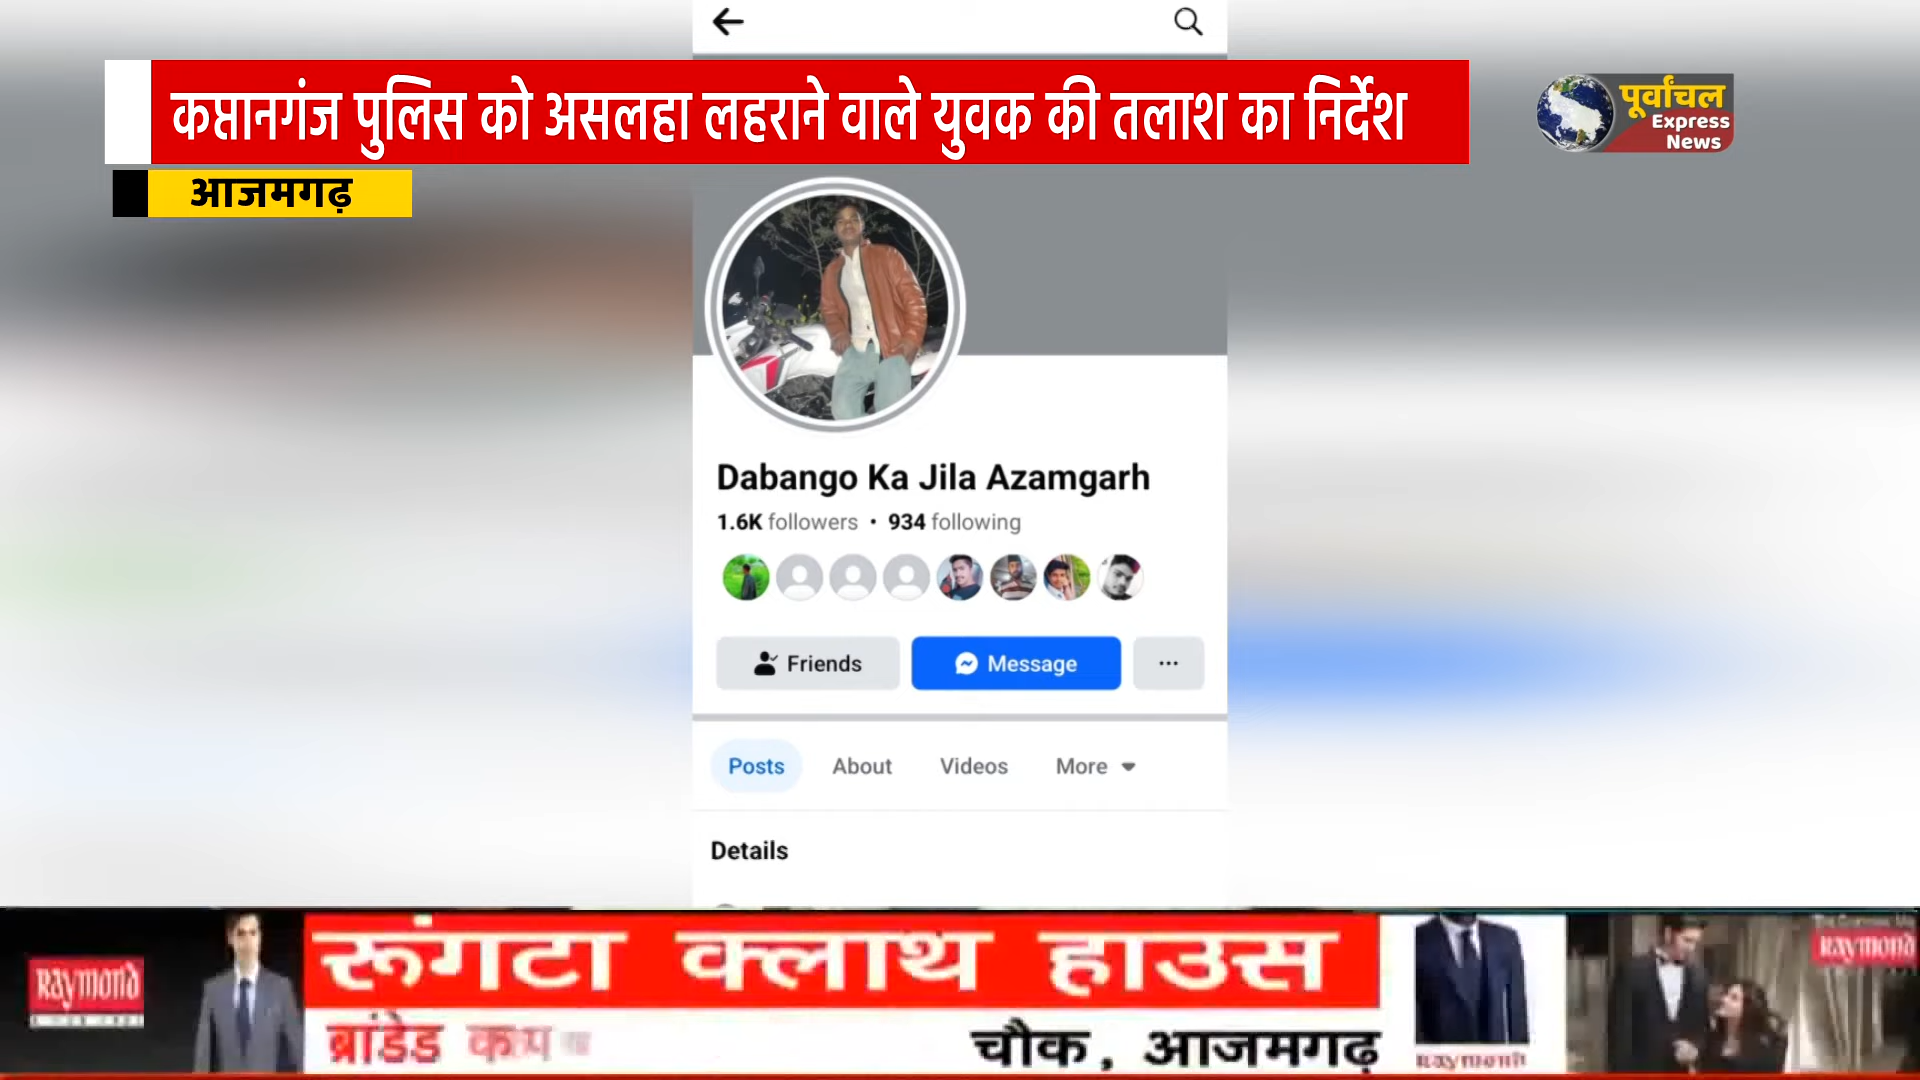 कप्तानगंज पुलिस को असलहा लहराने वाले युवक की तलाश का निर्देश
पूर्वांचल
Express
News
आजमगढ़
Dabango Ka Jila Azamgarh
1.6K followers • 934 following
Friends
Message
Posts About Videos More
Details
Raymond
रूंगटा क्लाथ हाउस
ब्रांडेड
चौक, आजमगढ़
Raymond
Raymond